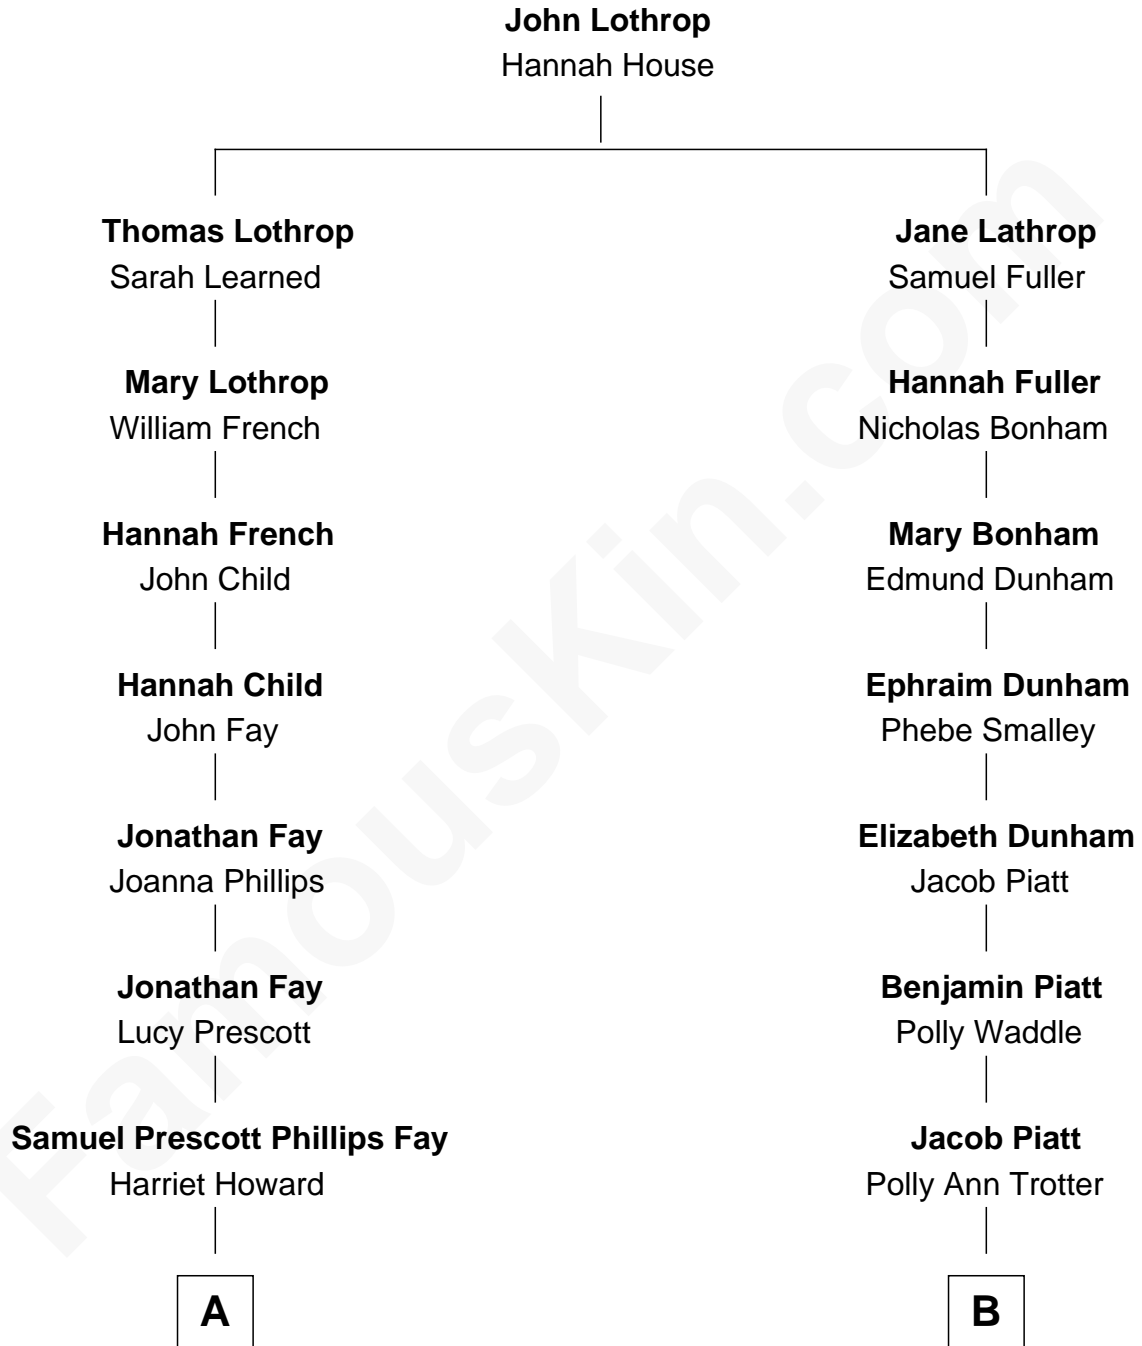 John Lothrop
Hannah House
Thomas Lothrop
Sarah Learned
Jane Lathrop
Samuel Fuller
Mary Lothrop
William French
Hannah Fuller
Nicholas Bonham
Hannah French
John Child
Mary Bonham
Edmund Dunham
Hannah Child
John Fay
Ephraim Dunham
Phebe Smalley
Jonathan Fay
Joanna Phillips
Elizabeth Dunham
Jacob Piatt
Jonathan Fay
Lucy Prescott
Benjamin Piatt
Polly Waddle
Samuel Prescott Phillips Fay
Harriet Howard
Jacob Piatt
Polly Ann Trotter
A
B
FamousKin.com